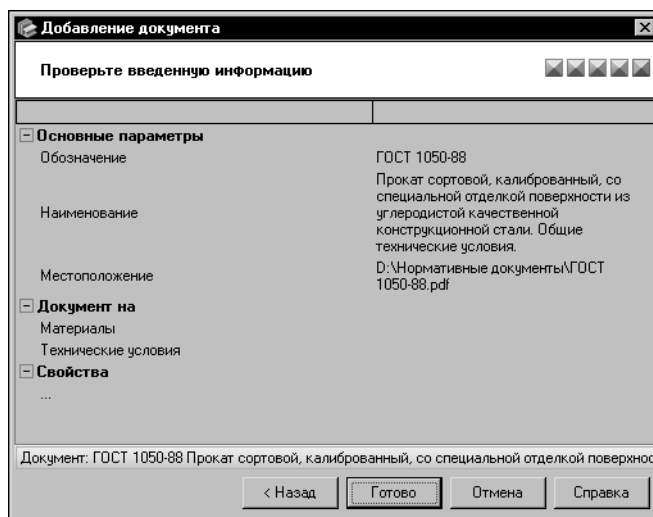 Добавление документа
Проверьте введенную информацию
Основные параметры
Обозначение ГОСТ 1050-88
Наименование Прокат сортовой, калиброванный, со
специальной отделкой поверхности из
углеродистой качественной
конструкционной стали. Общие
технические условия.
Местоположение D:\Нормативные документы\ГОСТ
1050-88.pdf
Документ на
Материалы
Технические условия
Свойства
...
Документ: ГОСТ 1050-88 Прокат сортовой, калиброванный, со специальной отделкой поверхнос
< Назад Готово Отмена Справка